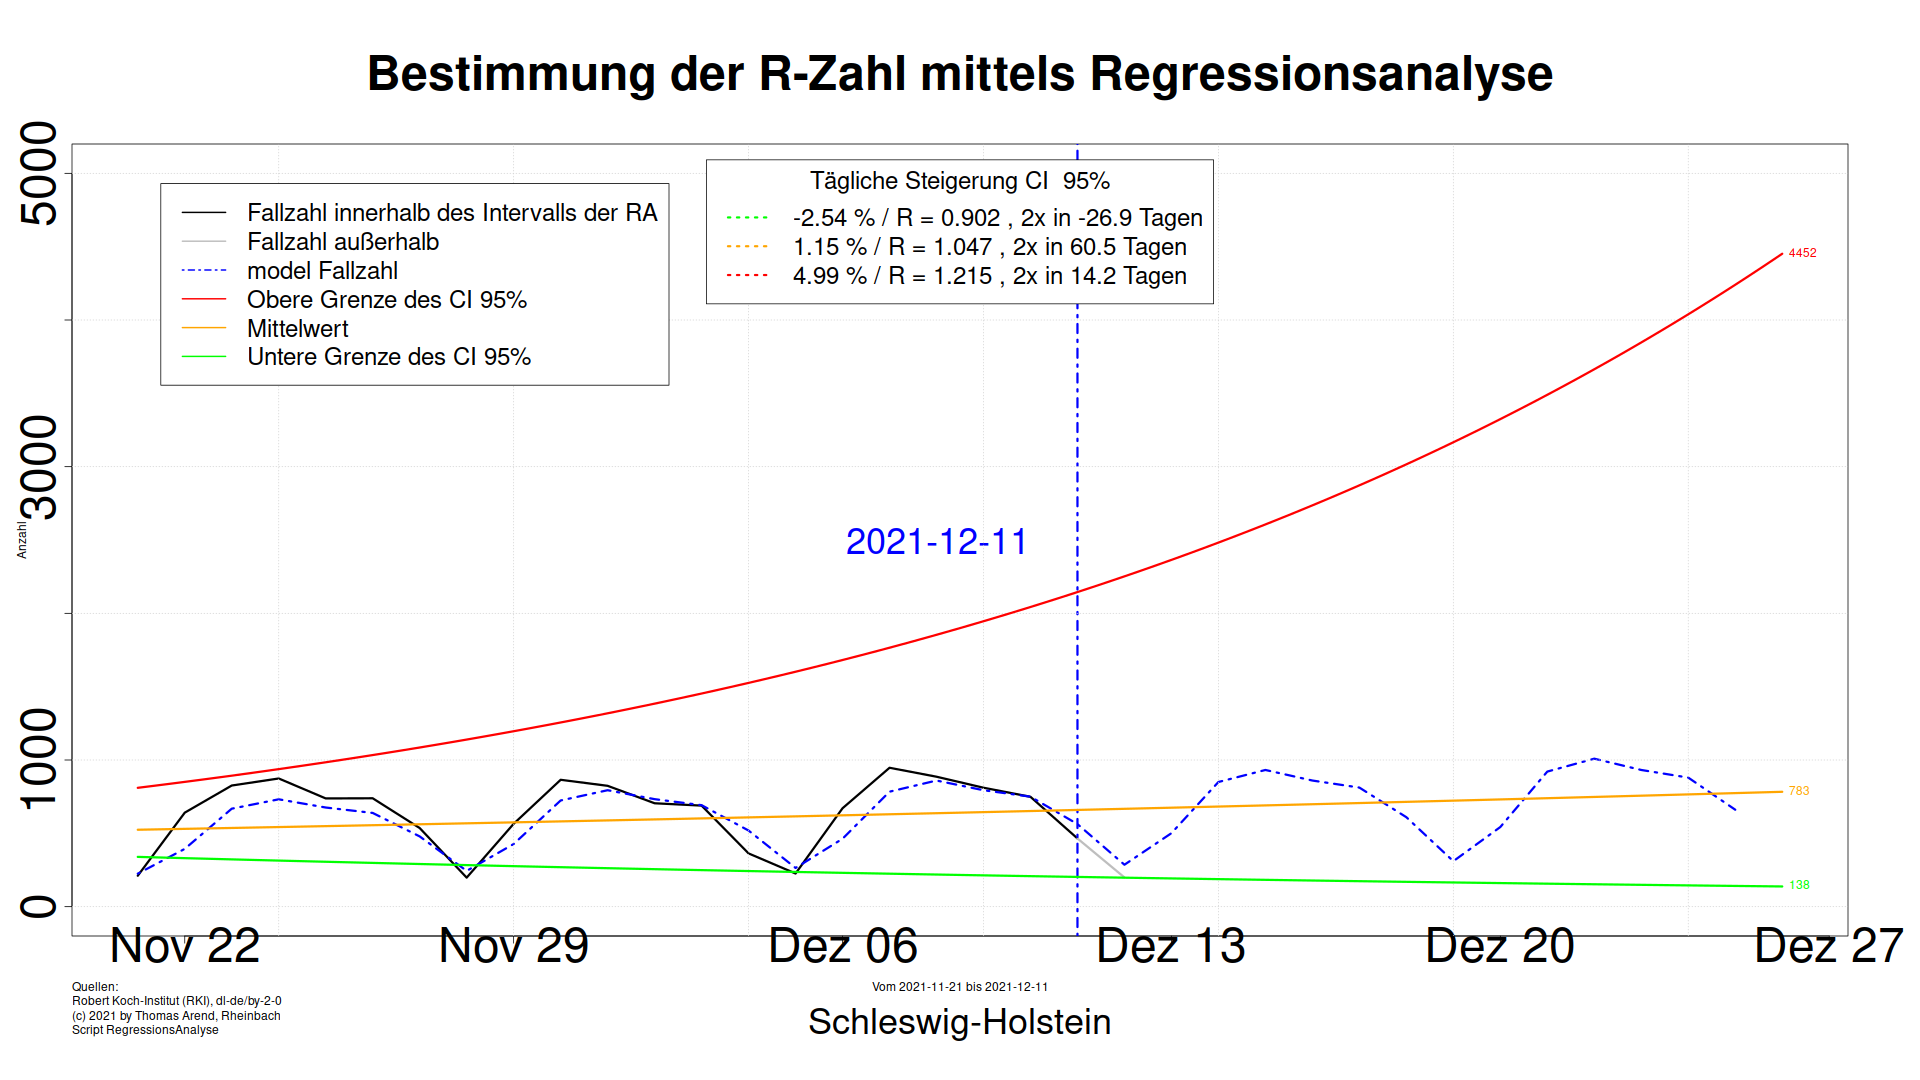 Bestimmung der R-Zahl mittels Regressionsanalyse
5000
3000
1000
0
Anzahl
Fallzahl innerhalb des Intervalls der RA
Fallzahl außerhalb
model Fallzahl
Obere Grenze des CI 95%
Mittelwert
Untere Grenze des CI 95%
Tägliche Steigerung CI  95%
-2.54 % / R = 0.902 , 2x in -26.9 Tagen
1.15 % / R = 1.047 , 2x in 60.5 Tagen
4.99 % / R = 1.215 , 2x in 14.2 Tagen
4452
2021-12-11
783
138
Nov 22 Nov 29 Dez 06 Dez 13 Dez 20 Dez 27
Quellen:
Robert Koch-Institut (RKI), dl-de/by-2-0
(c) 2021 by Thomas Arend, Rheinbach
Script RegressionsAnalyse
Vom 2021-11-21 bis 2021-12-11
Schleswig-Holstein